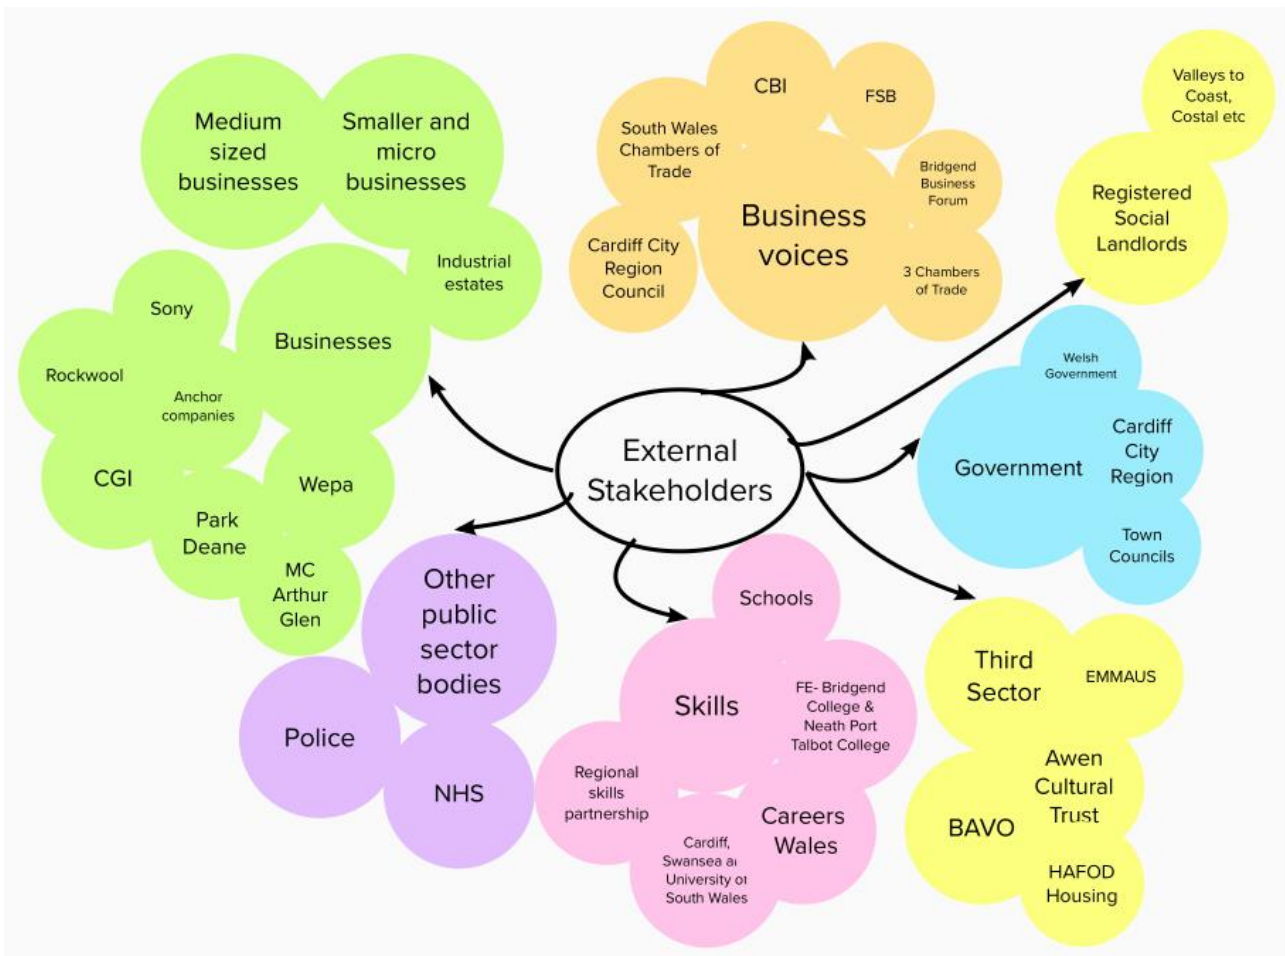 Medium
sized
businesses
Smaller and
micro
businesses
Industrial
estates
Businesses
Sony
Rockwool
Anchor
companies
CGI
Wepa
Park
Deane
MC
Arthur
Glen
CBI
FSB
South Wales
Chambers of
Trade
Bridgend
Business
Forum
Business
voices
Cardiff City
Region
Council
3 Chambers
of Trade
Valleys to
Coast,
Costal etc
Registered
Social
Landlords
External
Stakeholders
Welsh
Government
Government
Cardiff
City
Region
Town
Councils
Other
public
sector
bodies
Police
NHS
Schools
Skills
FE- Bridgend
College &
Neath Port
Talbot College
Regional
skills
partnership
Careers
Wales
Cardiff,
Swansea
University
South Wales
Third
Sector
EMMAUS
Awen
Cultural
Trust
BAVO
HAFOD
Housing